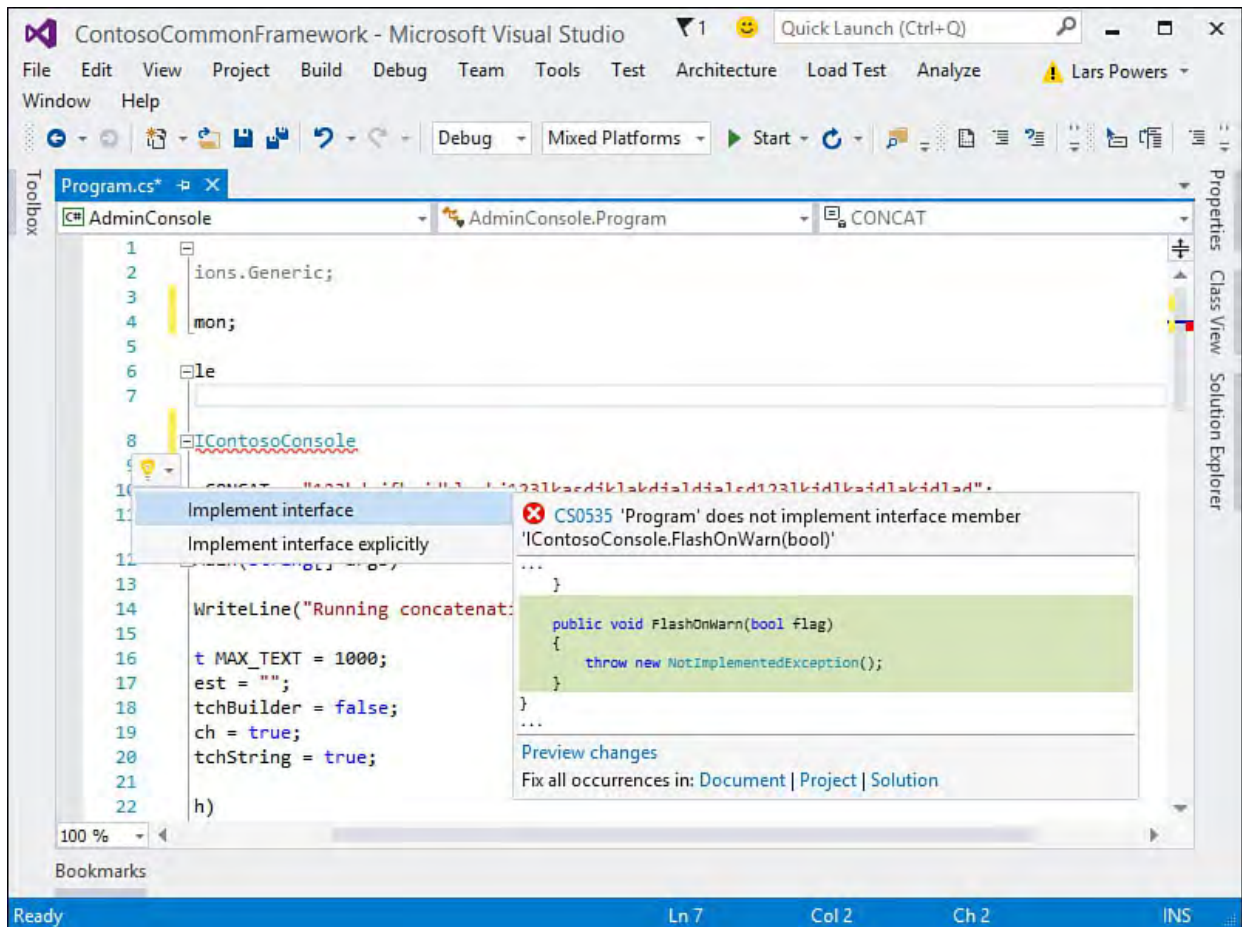 ContosoCommonFramework - Microsoft Visual Studio
1
Quick Launch (Ctrl+Q)
File Edit View Project Build Debug Team Tools Test Architecture Load Test Analyze Lars Powers
Window Help
Debug Mixed Platforms Start
Toolbox
Program.cs*
AdminConsole AdminConsole.Program CONCAT
1
2 ions.Generic;
3
4 mon;
5
6 le
7
8 IContosoConsole
10
Implement interface
Implement interface explicitly
CS0535 'Program' does not implement interface member
'IContosoConsole.FlashOnWarn(bool)'
...
}
public void FlashOnWarn(bool flag)
{
throw new NotImplementedException();
}
}
...
Preview changes
Fix all occurrences in: Document | Project | Solution
12
13
14 WriteLine("Running concatenati
15
16 t MAX_TEXT = 1000;
17 est = "";
18 tchBuilder = false;
19 ch = true;
20 tchString = true;
21
22 h)
100 %
Properties
Class View
Solution Explorer
Bookmarks
Ready Ln 7 Col 2 Ch 2 INS